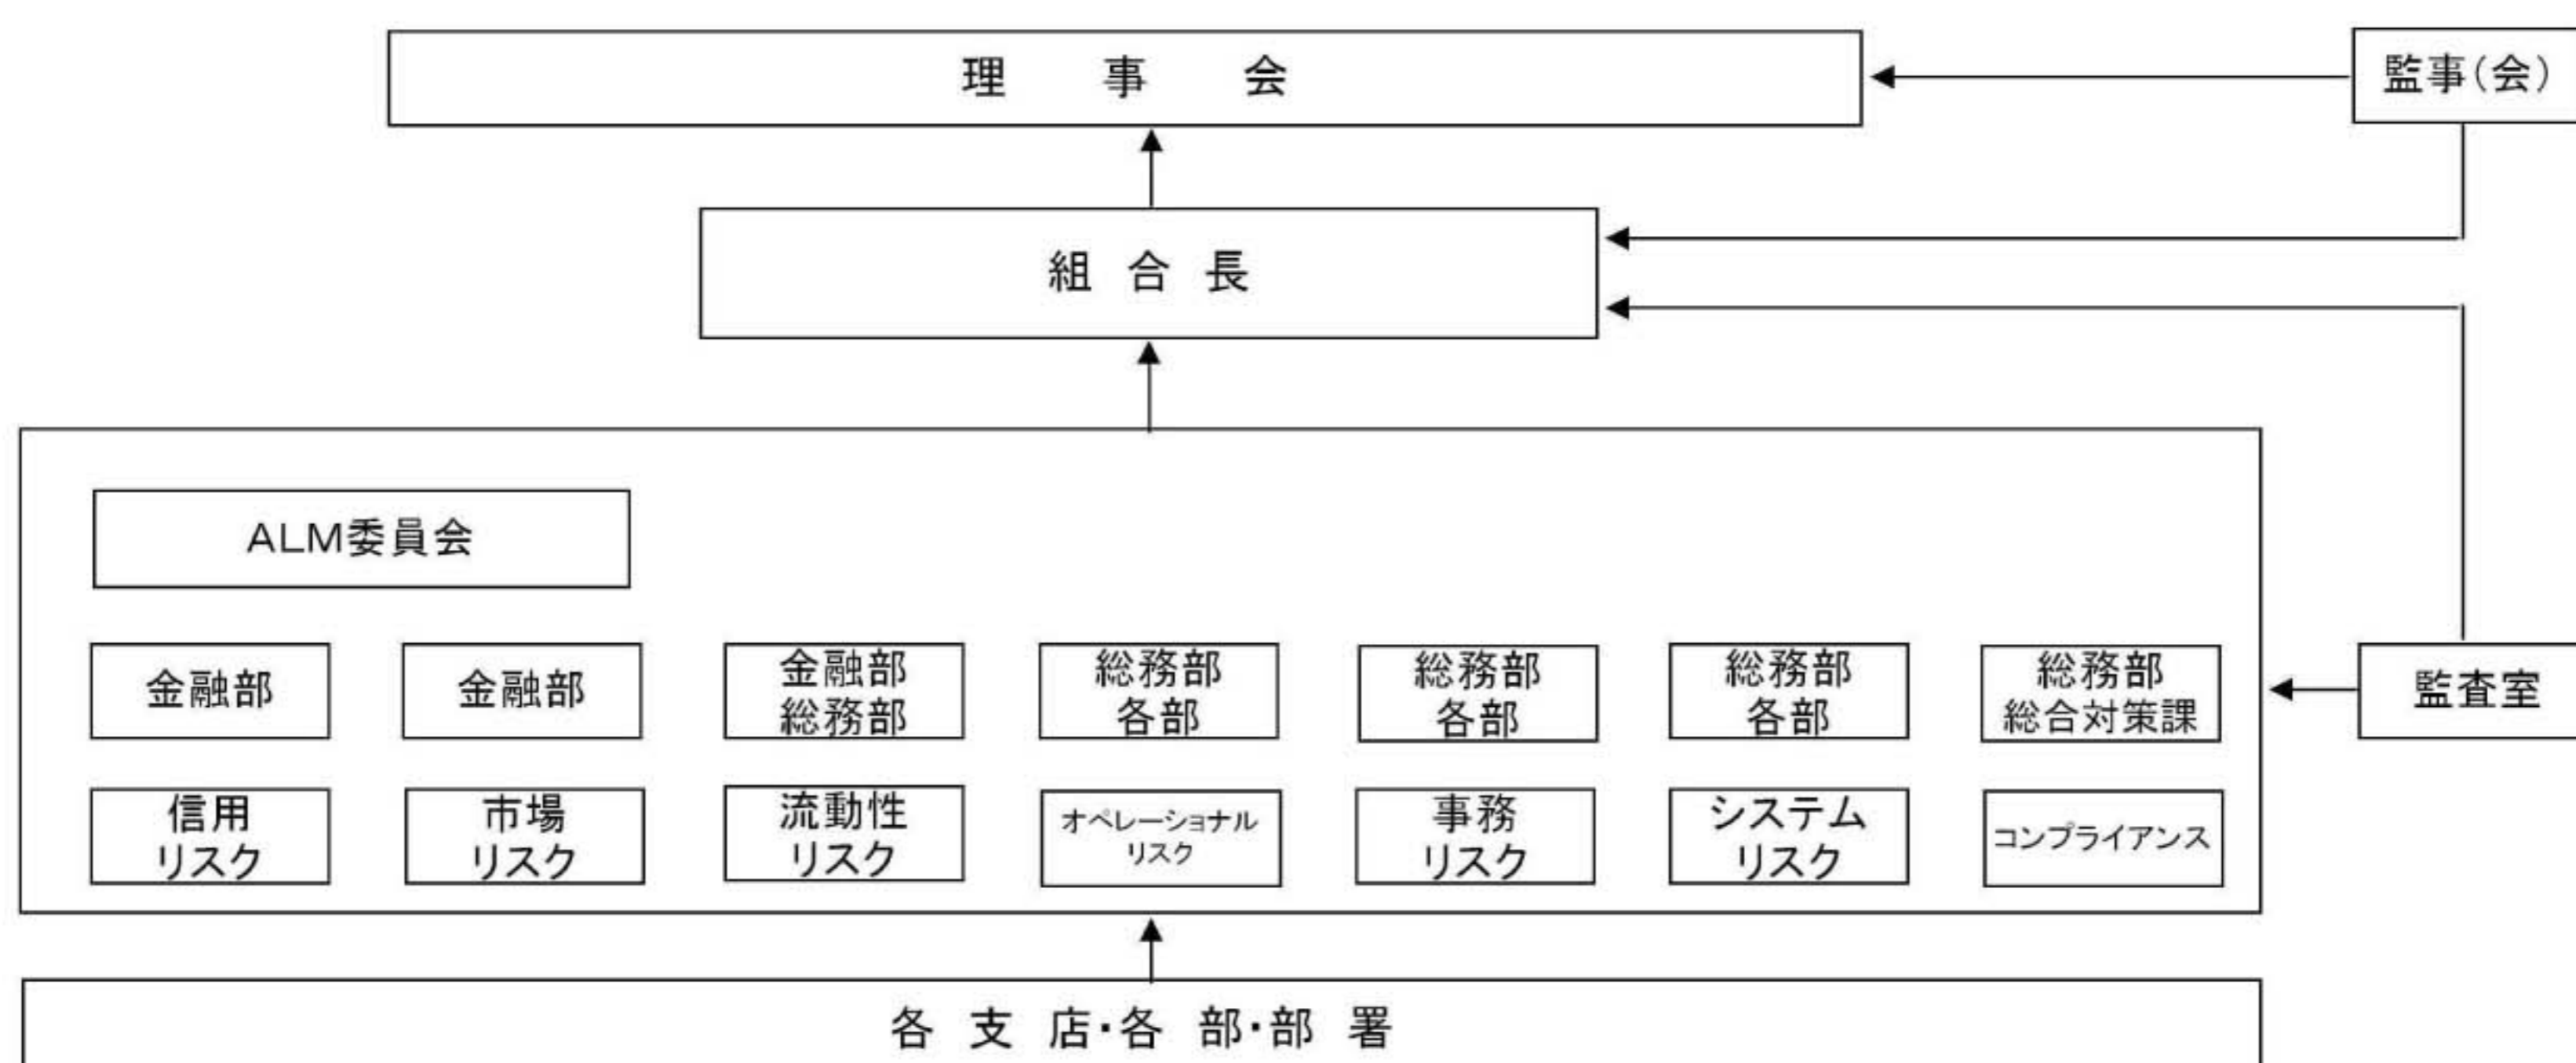 理事会
監事(会)
組合長
ALM委員会
金融部
金融部
金融部
総務部
総務部
各部
総務部
各部
総務部
各部
総務部
総合対策課
監査室
信用
リスク
市場
リスク
流動性
リスク
オペレーショナル
リスク
事務
リスク
システム
リスク
コンプライアンス
各支店・各部・部署